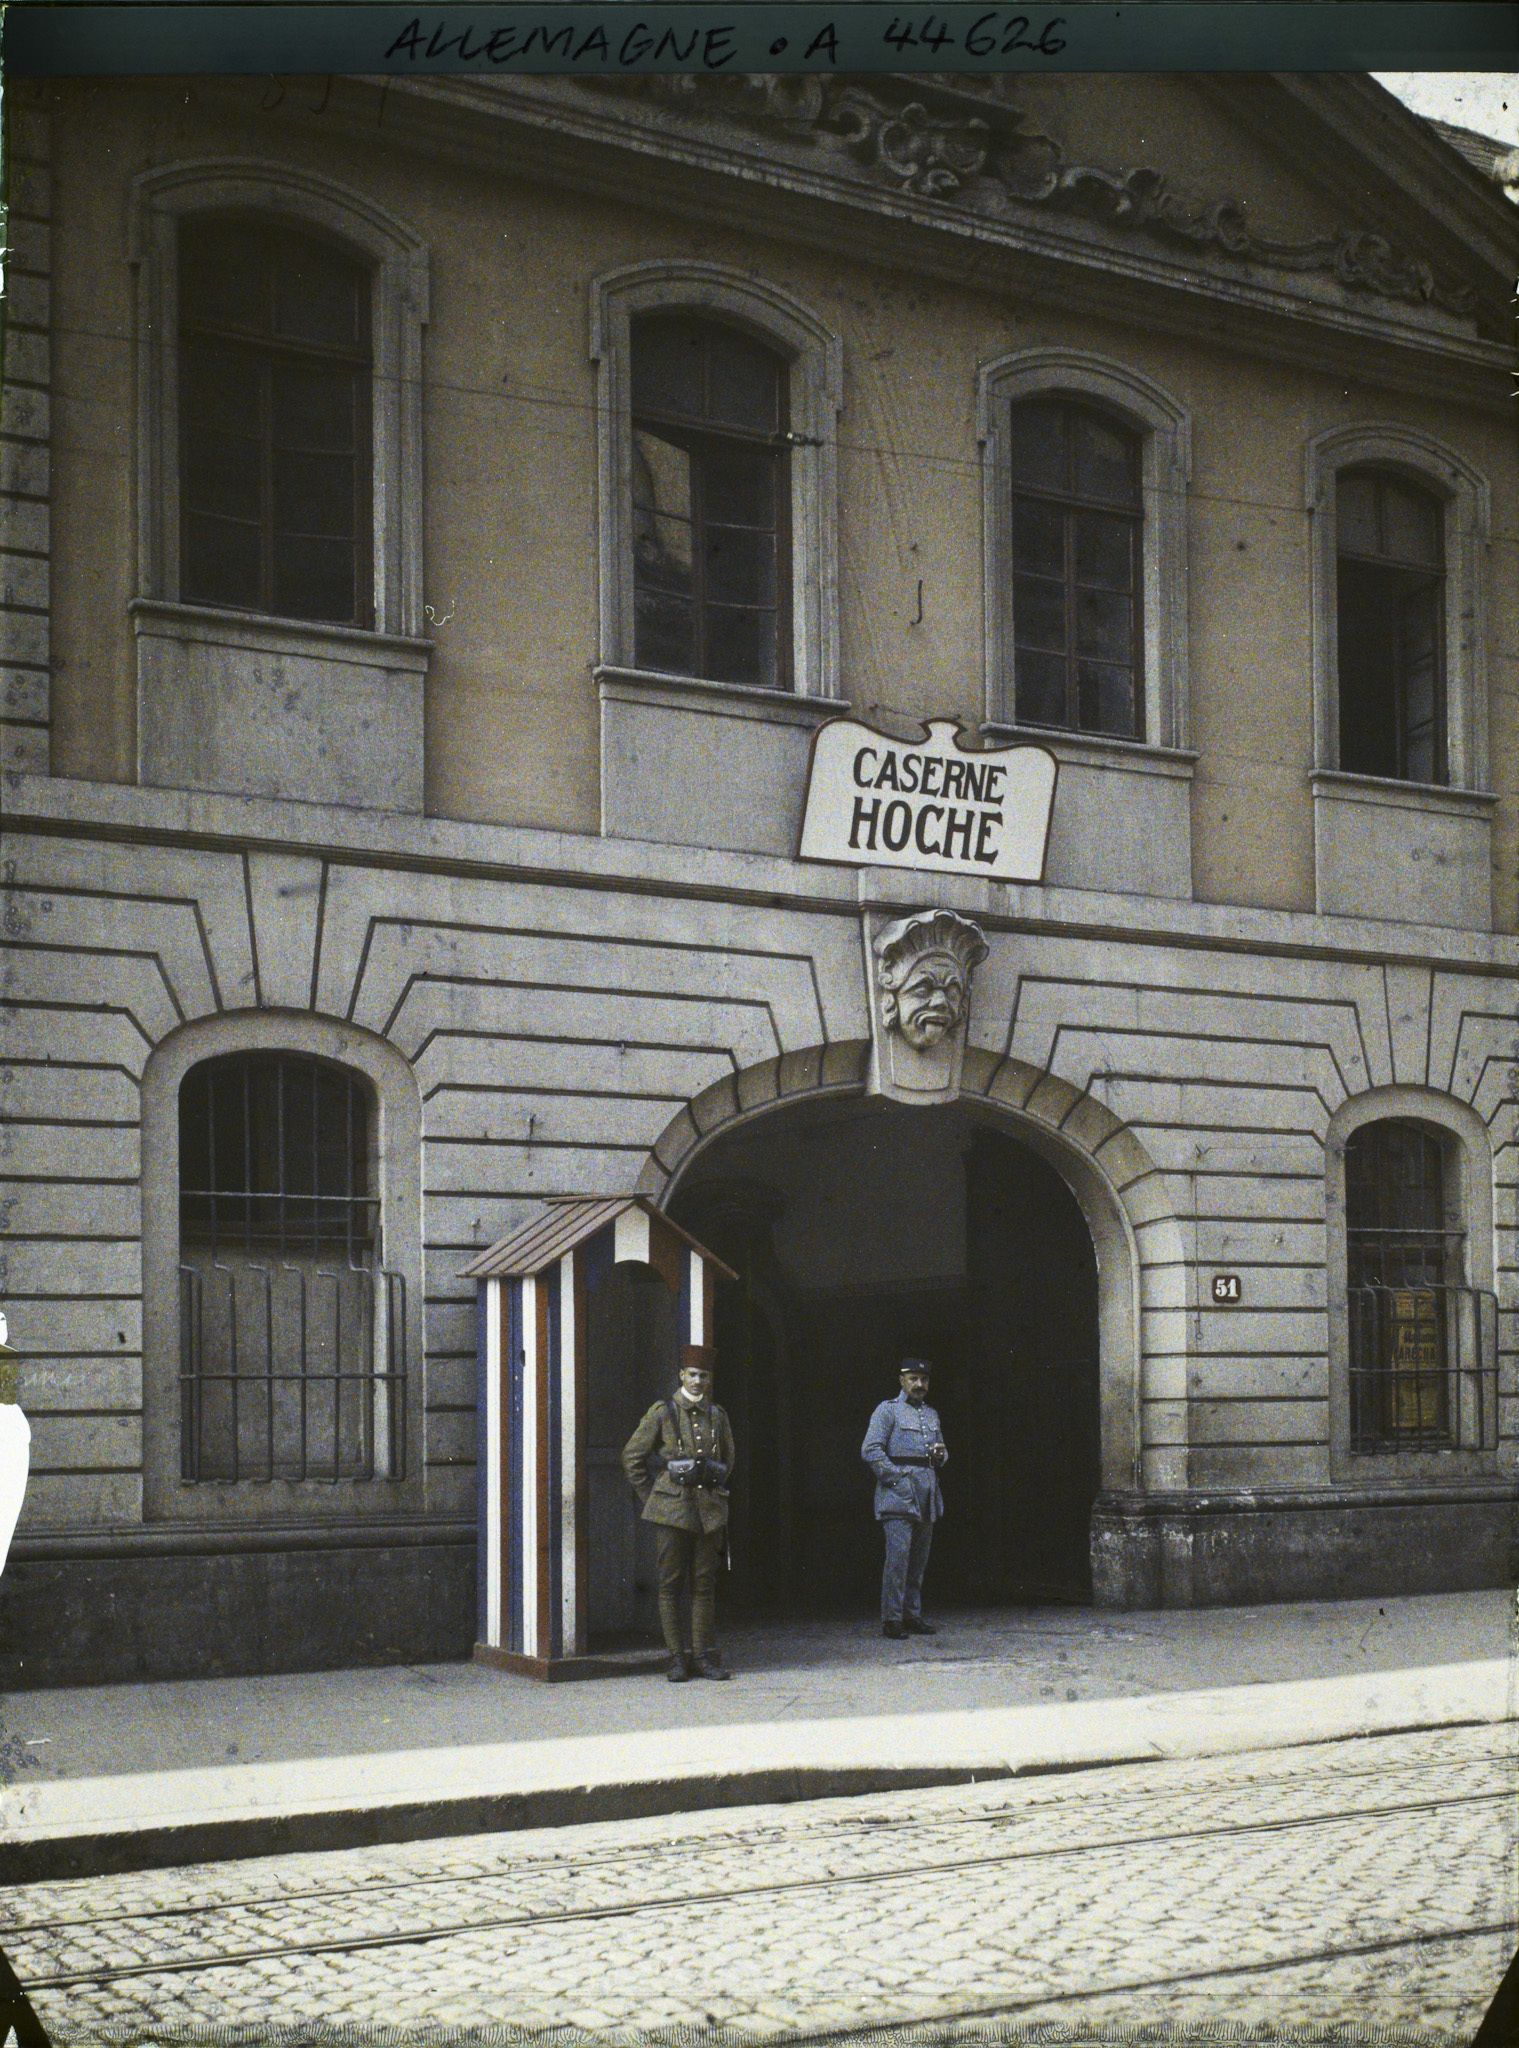 ALLEMAGNE • A 44626
CASERNE
HOCHE
51